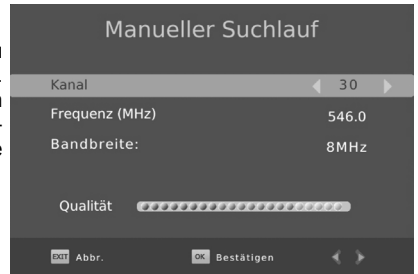 Manueller Suchlauf
Kanal 30
Frequenz (MHz) 546.0
Bandbreite: 8MHz
Qualität
EXIT Abbr. OK Bestätigen